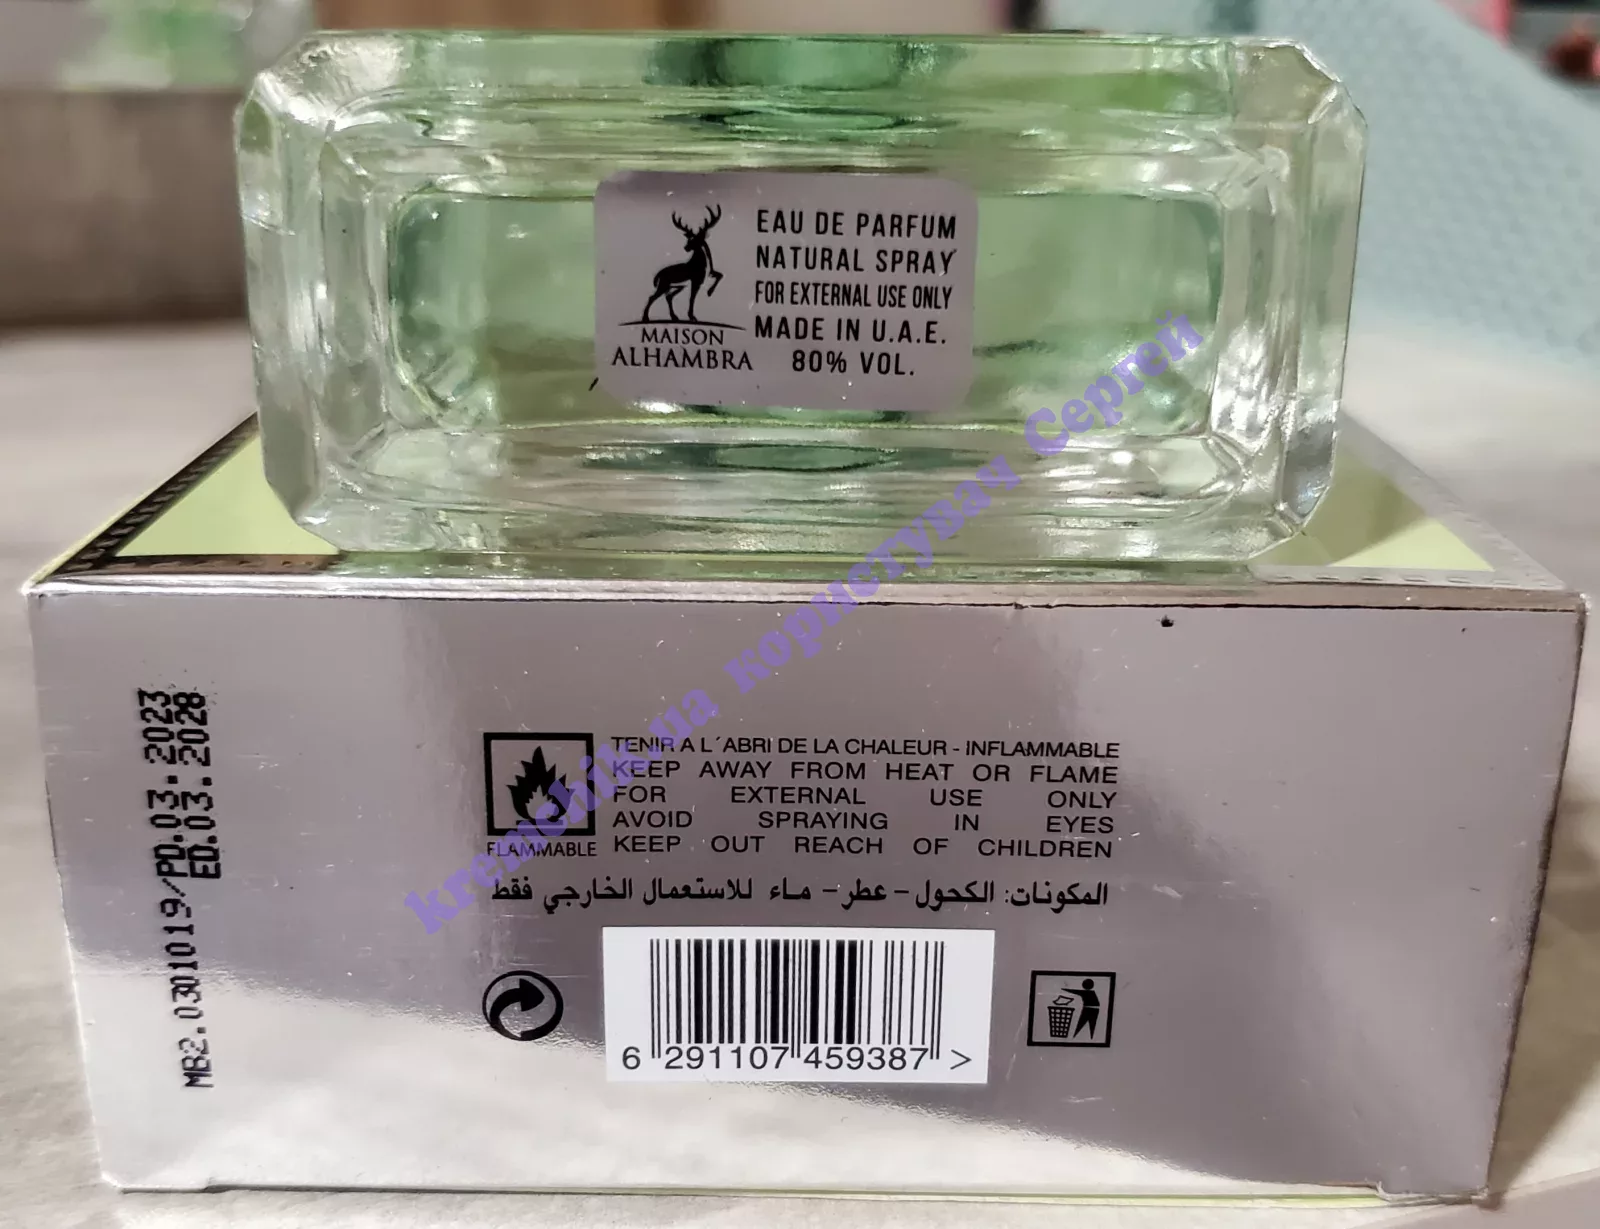 EAU DE PARFUM
NATURAL SPRAY
FOR EXTERNAL USE ONLY
MADE IN U.A.E.
80% VOL.
MAISON
ALHAMBRA
MB2.0301019/PD.03.2023
ED.03.2028
TENIR A L´ABRI DE LA CHALEUR - INFLAMMABLE
KEEP AWAY FROM HEAT OR FLAME
FOR EXTERNAL USE ONLY
AVOID SPRAYING IN EYES
KEEP OUT REACH OF CHILDREN
FLAMMABLE
المكونات: الكحول - عطر - ماء للاستعمال الخارجي فقط
6 291107 459387 >
kremchik.ua користувач Сергей